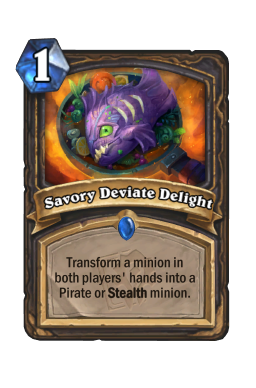 1
Savory Deviate Delight
Transform a minion in
both players' hands into a
Pirate or Stealth minion.